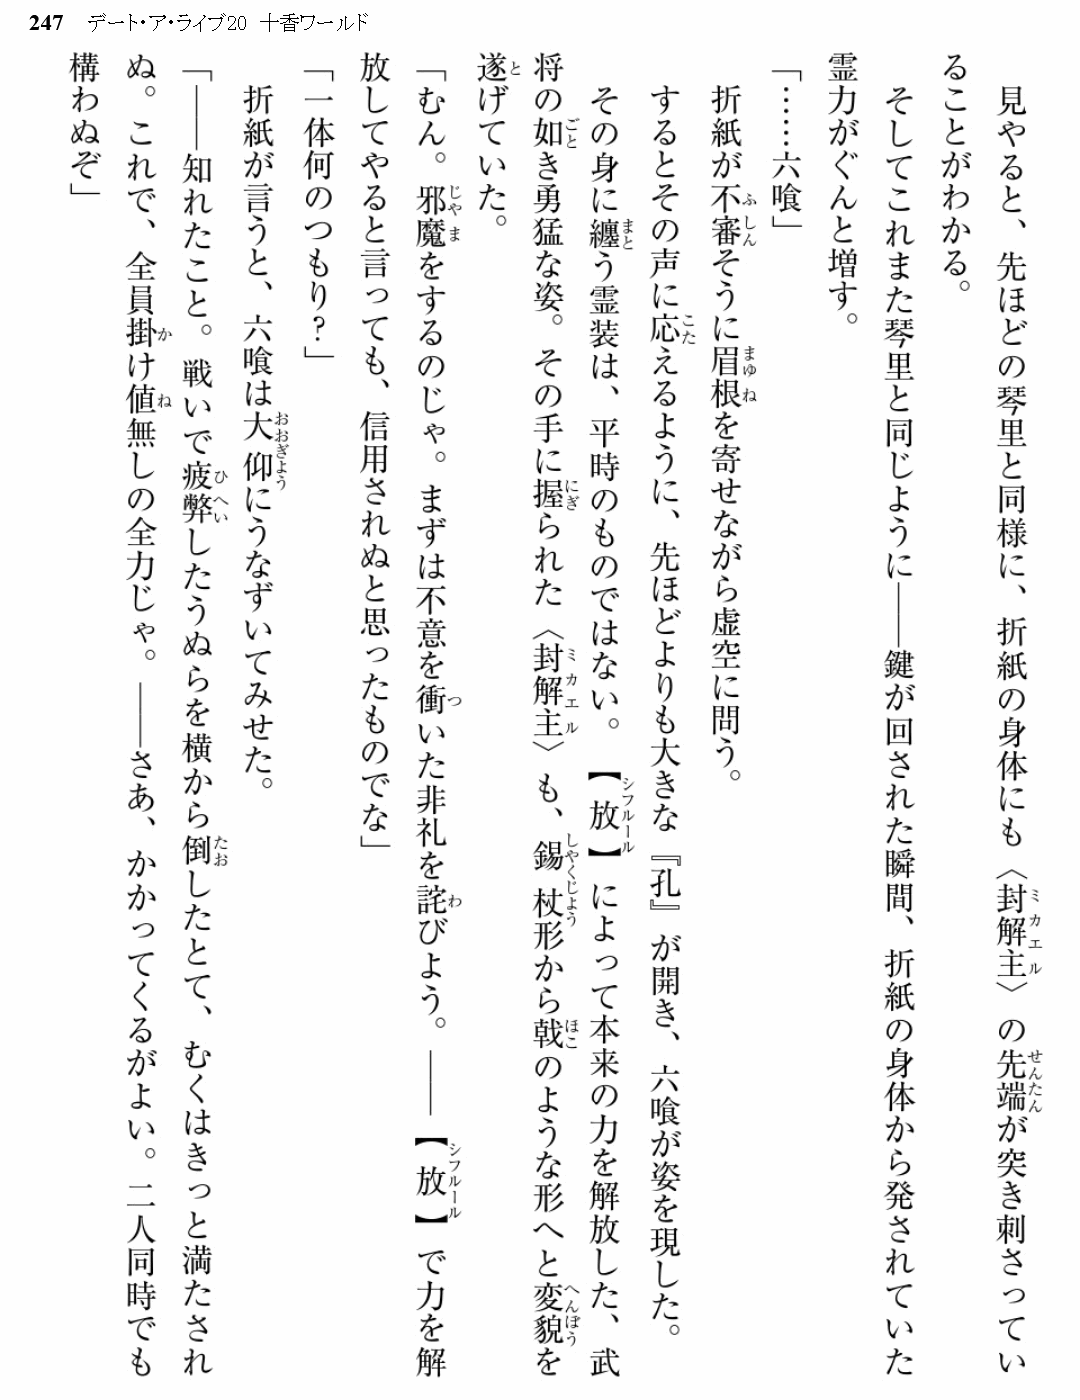 247 デート・ア・ライブ20 十香ワールド
　見やると、先ほどの琴里と同様に、折紙の身体にも〈封解主〉の先端が突き刺さってい
ることがわかる。
　そしてこれまた琴里と同じように――鍵が回された瞬間、折紙の身体から発されていた
霊力がぐんと増す。
「……六喰」
　折紙が不審そうに眉根を寄せながら虚空に問う。
　するとその声に応えるように、先ほどよりも大きな『孔』が開き、六喰が姿を現した。
　その身に纏う霊装は、平時のものではない。【放】によって本来の力を解放した、武
将の如き勇猛な姿。その手に握られた〈封解主〉も、錫杖形から戟のような形へと変貌を
遂げていた。
「むん。邪魔をするのじゃ。まずは不意を衝いた非礼を詫びよう。――【放】で力を解
放してやると言っても、信用されぬと思ったものでな」
「一体何のつもり？」
　折紙が言うと、六喰は大仰にうなずいてみせた。
「――知れたこと。戦いで疲弊したうぬらを横から倒したとて、むくはきっと満たされ
ぬ。これで、全員掛け値無しの全力じゃ。――さあ、かかってくるがよい。二人同時でも
構わぬぞ」